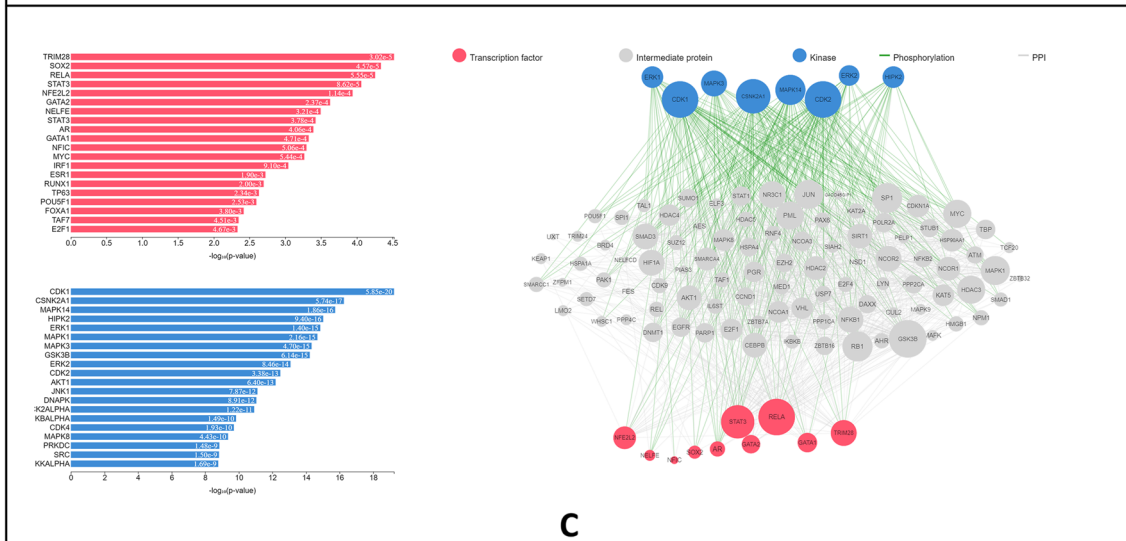 TRIM28 3.02e-5
SOX2 4.57e-5
RELA 5.55e-5
STAT3 8.62e-5
NFE2L2 1.14e-4
GATA2 2.37e-4
NELFE 3.21e-4
STAT3 3.78e-4
AR 4.06e-4
GATA1 4.71e-4
NFIC 5.06e-4
MYC 5.44e-4
IRF1 9.10e-4
ESR1 1.90e-3
RUNX1 2.00e-3
TP63 2.34e-3
POU5F1 2.53e-3
FOXA1 3.80e-3
TAF7 4.51e-3
E2F1 4.67e-3
0.0 0.5 1.0 1.5 2.0 2.5 3.0 3.5 4.0 4.5
-log₁₀(p-value)
CDK1 5.85e-20
CSNK2A1 5.74e-17
MAPK14 1.86e-16
HIPK2 9.40e-16
ERK1 1.40e-15
MAPK1 2.16e-15
MAPK3 4.70e-15
GSK3B 6.14e-15
ERK2 8.46e-14
CDK2 3.38e-13
AKT1 6.40e-13
JNK1 7.87e-12
DNAPK 8.91e-12
:K2ALPHA 1.22e-11
KBALPHA 1.49e-10
CDK4 1.93e-10
MAPK8 4.43e-10
PRKDC 1.48e-9
SRC 1.50e-9
KKALPHA 1.69e-9
0 2 4 6 8 10 12 14 16 18
-log₁₀(p-value)
Transcription factor Intermediate protein Kinase Phosphorylation PPI
ERK1 MAPK3 ERK2 HIPK2
CDK1 CSNK2A1 MAPK14 CDK2
SUMO1 STAT1 NR3C1 JUN SP1
TAL1 ELF3 CDKN1A
POU5F1 SPI1 HDAC4 AES HDAC5 PML PAX6 KAT2A POLR2A MYC
UXT TRIM24 SMAD3 SUZ12 MAPK8 RNF4 NCOA3 SIAH2 SIRT1 PELP1 STUB1 TBP
KEAP1 BRD4 NELFCD SMARCA4 HSPA4 HSP90AA1 ATM TCF20
HSPA1A HIF1A PIAS3 EZH2 NSD1 NCOR2 NFKB2 NCOR1 MAPK1 ZBTB32
SMARCC1 ZFPM1 PAK1 CDK9 TAF1 PGR HDAC2 E2F4 LYN PPP2CA
FES MED1 KAT5 HDAC3 SMAD1
LMO2 SETD7 AKT1 IL6ST CCND1 NCOA1 VHL USP7 DAXX MAPK9
WHSC1 PPP4C REL ZBTB7A PPP1CA NFKB1 CUL2 HMGB1 NPM1
DNMT1 EGFR PARP1 E2F1 IKBKB GSK3B MAFK
CEBPB ZBTB16 RB1 AHR
STAT3 RELA
NFE2L2 GATA2 GATA1 TRIM28
NELFE NFIC SOX2 AR
C